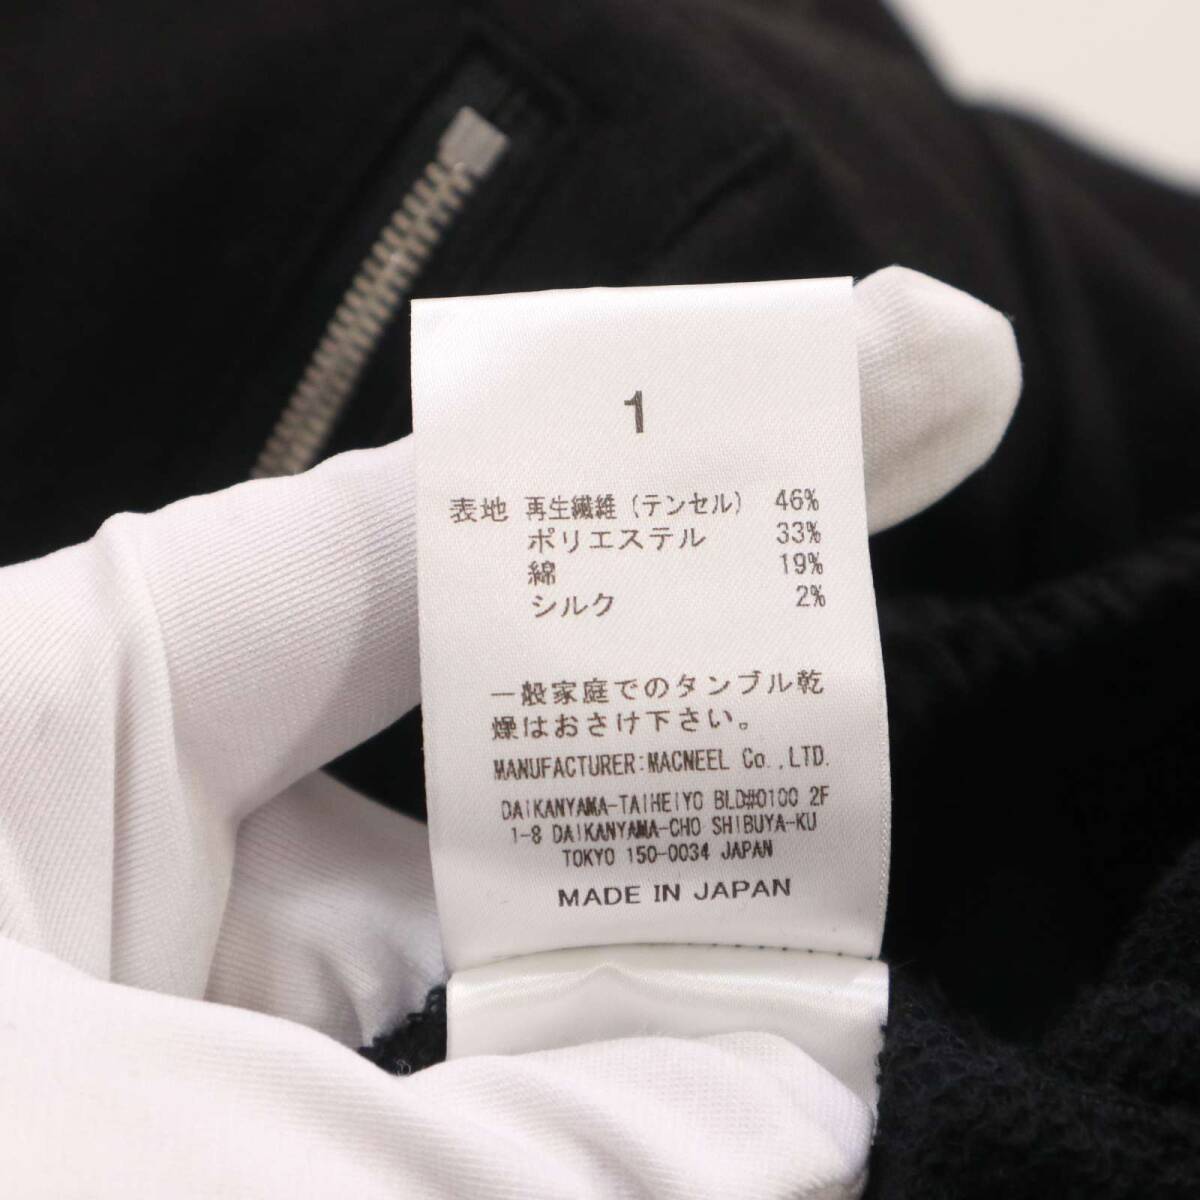 1
表地 再生繊維(テンセル) 46%
ポリエステル 33%
綿 19%
シルク 2%
一般家庭でのタンブル乾
燥はおさけ下さい。
MANUFACTURER:MACNEEL Co.,LTD.
DAIKANYAMA-TAIHEIYO BLD#0100 2F
1-8 DAIKANYAMA-CHO SHIBUYA-KU
TOKYO 150-0034 JAPAN
MADE IN JAPAN